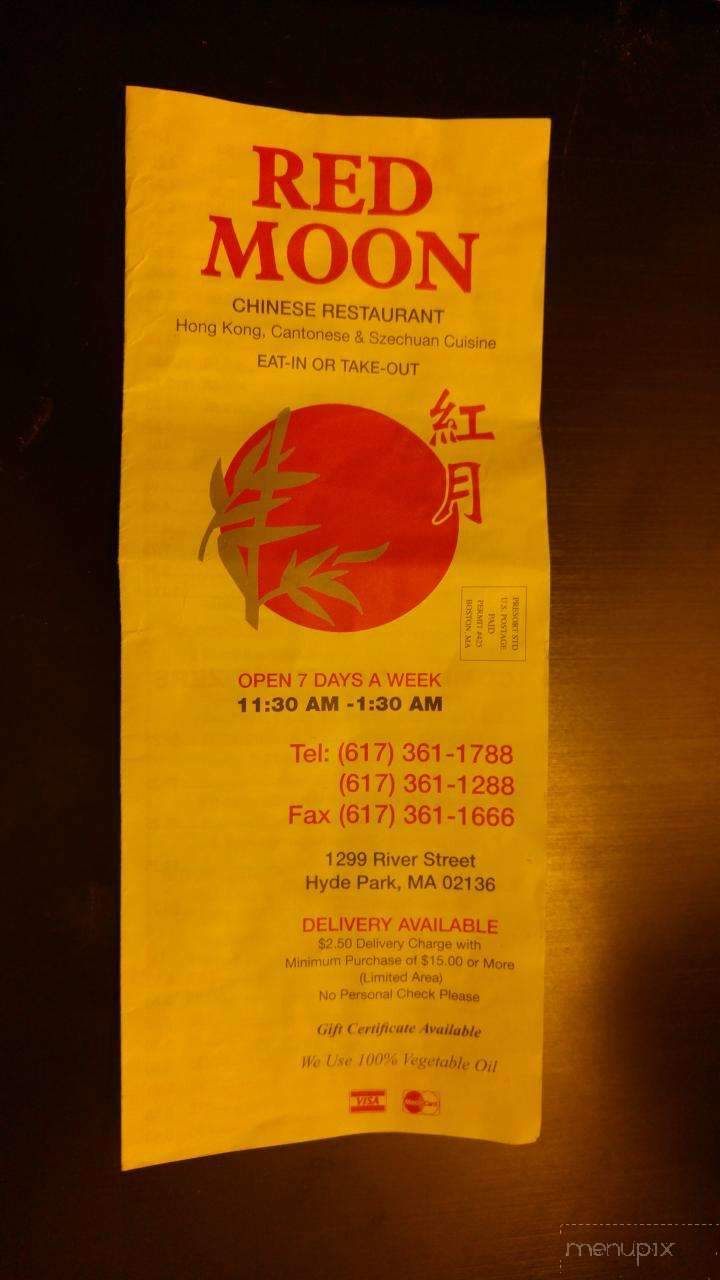 RED
MOON
CHINESE RESTAURANT
Hong Kong, Cantonese & Szechuan Cuisine
EAT-IN OR TAKE-OUT
紅
月
PRESORT STD
U.S. POSTAGE
PAID
PERMIT #425
BOSTON, MA
OPEN 7 DAYS A WEEK
11:30 AM -1:30 AM
Tel: (617) 361-1788
(617) 361-1288
Fax (617) 361-1666
1299 River Street
Hyde Park, MA 02136
DELIVERY AVAILABLE
$2.50 Delivery Charge with
Minimum Purchase of $15.00 or More
(Limited Area)
No Personal Check Please
Gift Certificate Available
We Use 100% Vegetable Oil
VISA MasterCard
menupix